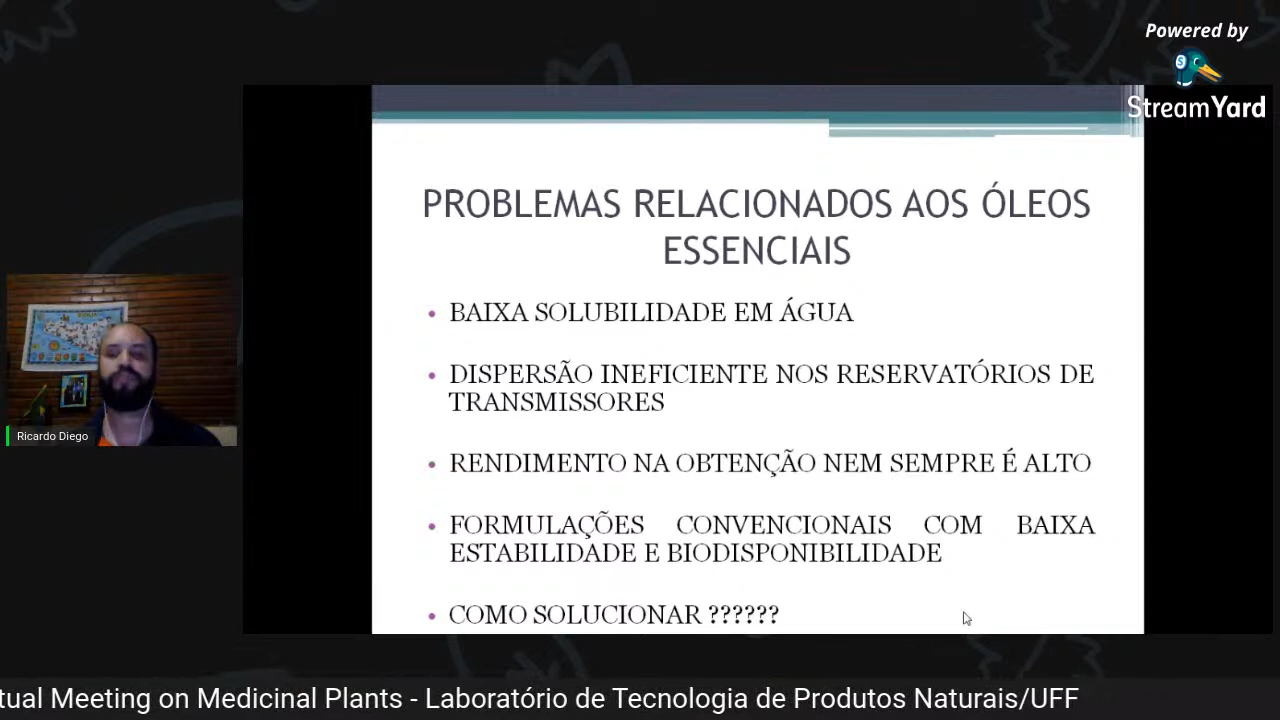 Powered by
StreamYard
PROBLEMAS RELACIONADOS AOS ÓLEOS
ESSENCIAIS
• BAIXA SOLUBILIDADE EM ÁGUA
• DISPERSÃO INEFICIENTE NOS RESERVATÓRIOS DE
TRANSMISSORES
• RENDIMENTO NA OBTENÇÃO NEM SEMPRE É ALTO
• FORMULAÇÕES CONVENCIONAIS COM BAIXA
ESTABILIDADE E BIODISPONIBILIDADE
• COMO SOLUCIONAR ??????
Ricardo Diego
tual Meeting on Medicinal Plants - Laboratório de Tecnologia de Produtos Naturais/UFF